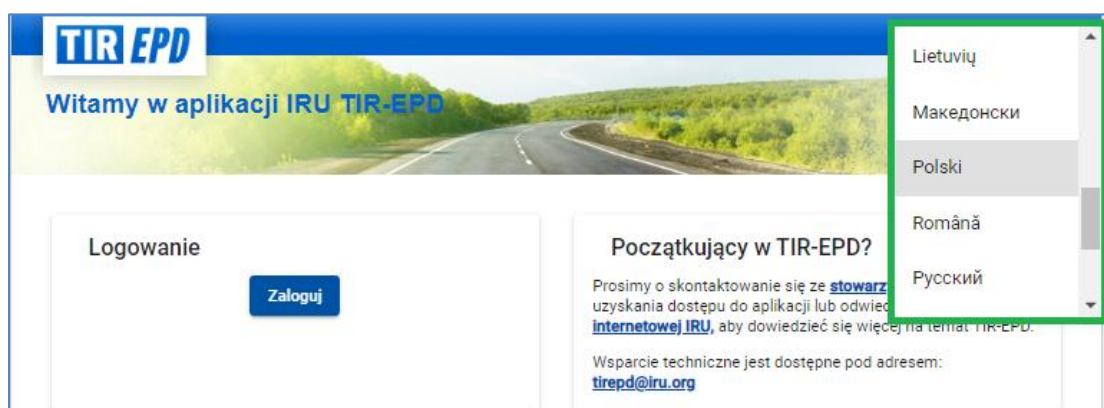 TIR EPD
Witamy w aplikacji IRU TIR-EPD
Lietuvių
Македонски
Polski
Română
Русский
Logowanie
Zaloguj
Początkujący w TIR-EPD?
Prosimy o skontaktowanie się ze stowarz
uzyskania dostępu do aplikacji lub odwied
internetowej IRU, aby dowiedzieć się więcej na temat TIR-EPD.
Wsparcie techniczne jest dostępne pod adresem:
tirepd@iru.org